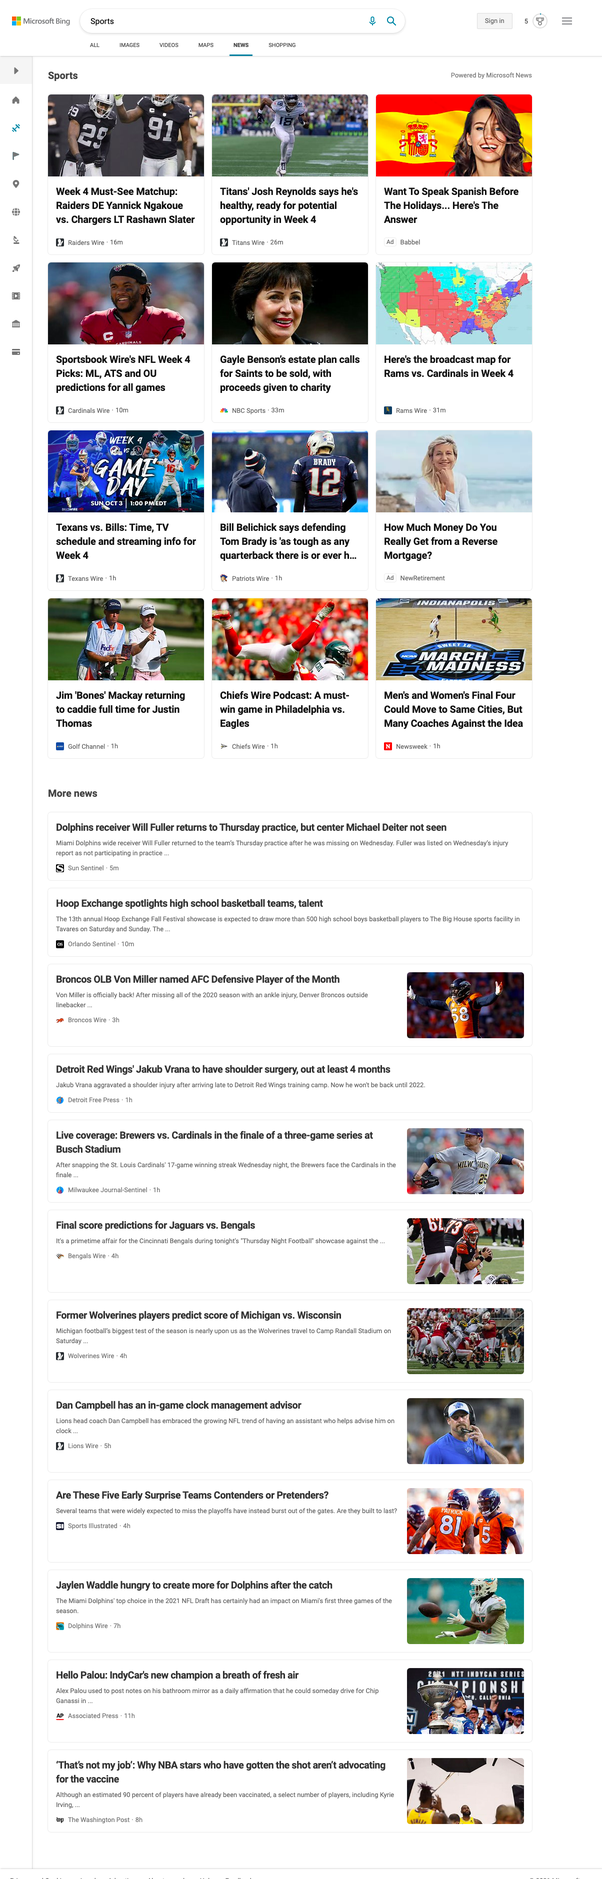 Microsoft Bing
Sports
Sign in
5
ALL
IMAGES
VIDEOS
MAPS
NEWS
SHOPPING
Sports
Powered by Microsoft News
29
91
Week 4 Must-See Matchup:
Raiders DE Yannick Ngakoue
vs. Chargers LT Rashawn Slater
Raiders Wire · 16m
Titans' Josh Reynolds says he's
healthy, ready for potential
opportunity in Week 4
Titans Wire · 26m
Want To Speak Spanish Before
The Holidays... Here's The
Answer
Ad Babbel
Sportsbook Wire's NFL Week 4
Picks: ML, ATS and OU
predictions for all games
Cardinals Wire · 10m
Gayle Benson's estate plan calls
for Saints to be sold, with
proceeds given to charity
NBC Sports · 33m
Here's the broadcast map for
Rams vs. Cardinals in Week 4
Rams Wire · 31m
WEEK 4
GAME
DAY
SUN OCT 3 | 1:00 PM EDT
Texans vs. Bills: Time, TV
schedule and streaming info for
Week 4
Texans Wire · 1h
BRADY
12
Bill Belichick says defending
Tom Brady is 'as tough as any
quarterback there is or ever h...
Patriots Wire · 1h
How Much Money Do You
Really Get from a Reverse
Mortgage?
Ad NewRetirement
Jim 'Bones' Mackay returning
to caddie full time for Justin
Thomas
Golf Channel · 1h
Chiefs Wire Podcast: A must-
win game in Philadelphia vs.
Eagles
Chiefs Wire · 1h
INDIANAPOLIS
SWEET 16
MARCH
MADNESS
Men's and Women's Final Four
Could Move to Same Cities, But
Many Coaches Against the Idea
Newsweek · 1h
More news
Dolphins receiver Will Fuller returns to Thursday practice, but center Michael Deiter not seen
Miami Dolphins wide receiver Will Fuller returned to the team's Thursday practice after he was missing on Wednesday. Fuller was listed on Wednesday's injury
report as not participating in practice ...
Sun Sentinel · 5m
Hoop Exchange spotlights high school basketball teams, talent
The 13th annual Hoop Exchange Fall Festival showcase is expected to draw more than 500 high school boys basketball players to The Big House sports facility in
Tavares on Saturday and Sunday. The ...
Orlando Sentinel · 10m
Broncos OLB Von Miller named AFC Defensive Player of the Month
Von Miller is officially back! After missing all of the 2020 season with an ankle injury, Denver Broncos outside
linebacker ...
Broncos Wire · 3h
58
Detroit Red Wings' Jakub Vrana to have shoulder surgery, out at least 4 months
Jakub Vrana aggravated a shoulder injury after arriving late to Detroit Red Wings training camp. Now he won't be back until 2022.
Detroit Free Press · 1h
Live coverage: Brewers vs. Cardinals in the finale of a three-game series at
Busch Stadium
After snapping the St. Louis Cardinals' 17-game winning streak Wednesday night, the Brewers face the Cardinals in the
finale ...
Milwaukee Journal-Sentinel · 1h
Final score predictions for Jaguars vs. Bengals
It's a primetime affair for the Cincinnati Bengals during tonight's "Thursday Night Football" showcase against the ...
Bengals Wire · 4h
73
Former Wolverines players predict score of Michigan vs. Wisconsin
Michigan football's biggest test of the season is nearly upon us as the Wolverines travel to Camp Randall Stadium on
Saturday ...
Wolverines Wire · 4h
Dan Campbell has an in-game clock management advisor
Lions head coach Dan Campbell has embraced the growing NFL trend of having an assistant who helps advise him on
clock ...
Lions Wire · 5h
Are These Five Early Surprise Teams Contenders or Pretenders?
Several teams that were widely expected to miss the playoffs have instead burst out of the gates. Are they built to last?
Sports Illustrated · 4h
PATRICK
81
5
Jaylen Waddle hungry to create more for Dolphins after the catch
The Miami Dolphins' top choice in the 2021 NFL Draft has certainly had an impact on Miami's first three games of the
season.
Dolphins Wire · 7h
Hello Palou: IndyCar's new champion a breath of fresh air
Alex Palou used to post notes on his bathroom mirror as a daily affirmation that he could someday drive for Chip
Ganassi in ...
AP Associated Press · 11h
2021 NTT INDYCAR SERIES
'That's not my job': Why NBA stars who have gotten the shot aren't advocating
for the vaccine
Although an estimated 90 percent of players have already been vaccinated, a select number of players, including Kyrie
Irving, ...
wp The Washington Post · 8h